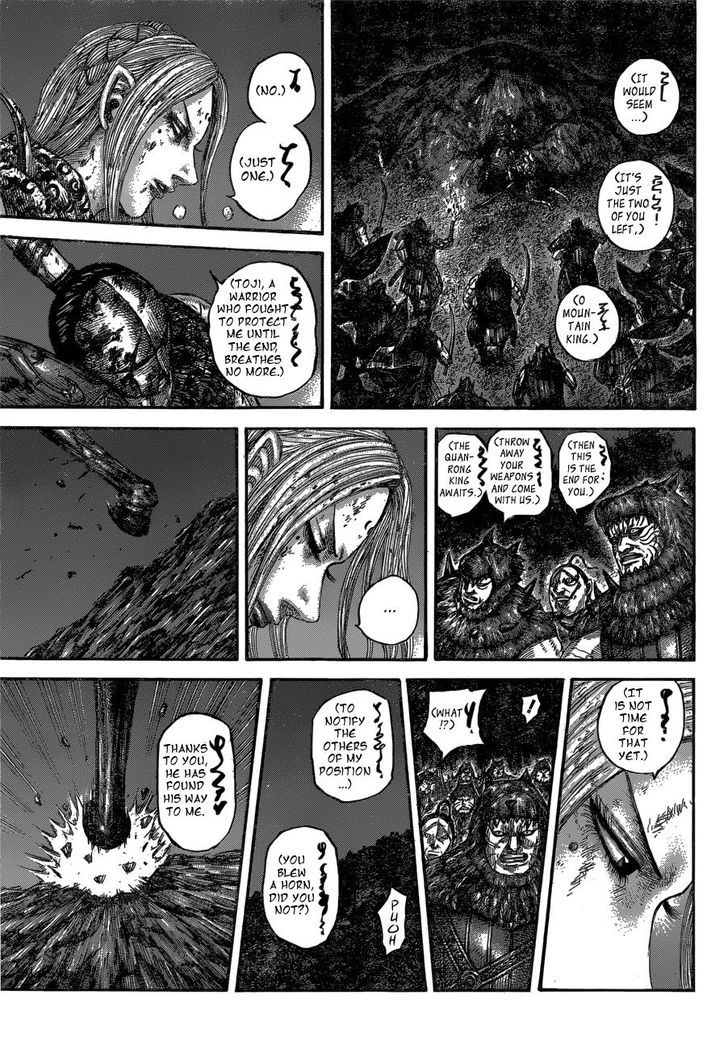 (IT
WOULD
SEEM
...)
(IT'S
JUST
THE TWO
OF YOU
LEFT,)
(O
MOUN-
TAIN
KING.)
(NO.)
(JUST
ONE.)
(TOJI, A
WARRIOR
WHO FOUGHT
TO PROTECT
ME UNTIL
THE END,
BREATHES
NO MORE.)
(THEN
THIS
IS THE
END FOR
YOU.)
(THROW
AWAY
YOUR
WEAPONS
AND COME
WITH US.)
(THE
QUAN-
RONG
KING
AWAITS.)
...
(IT
IS NOT
TIME FOR
THAT
YET.)
!
(WHAT
!?)
(TO
NOTIFY
THE
OTHERS
OF MY
POSITION
...)
(YOU
BLEW
A HORN,
DID YOU
NOT?)
PUOH
THANKS
TO YOU,
HE HAS
FOUND
HIS WAY
TO ME.